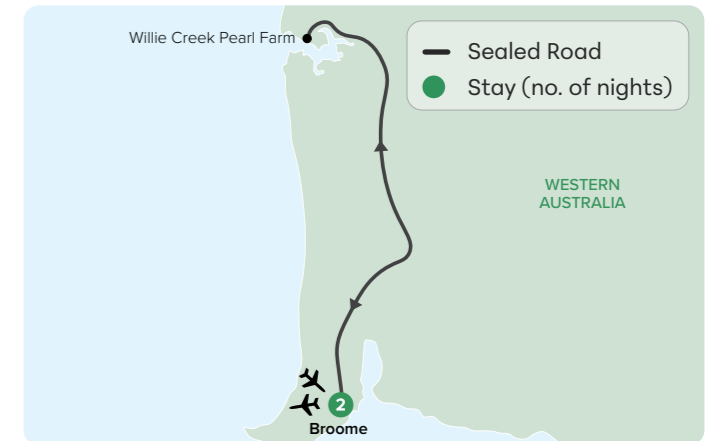 Willie Creek Pearl Farm
Sealed Road
Stay (no. of nights)
WESTERN
AUSTRALIA
2
Broome